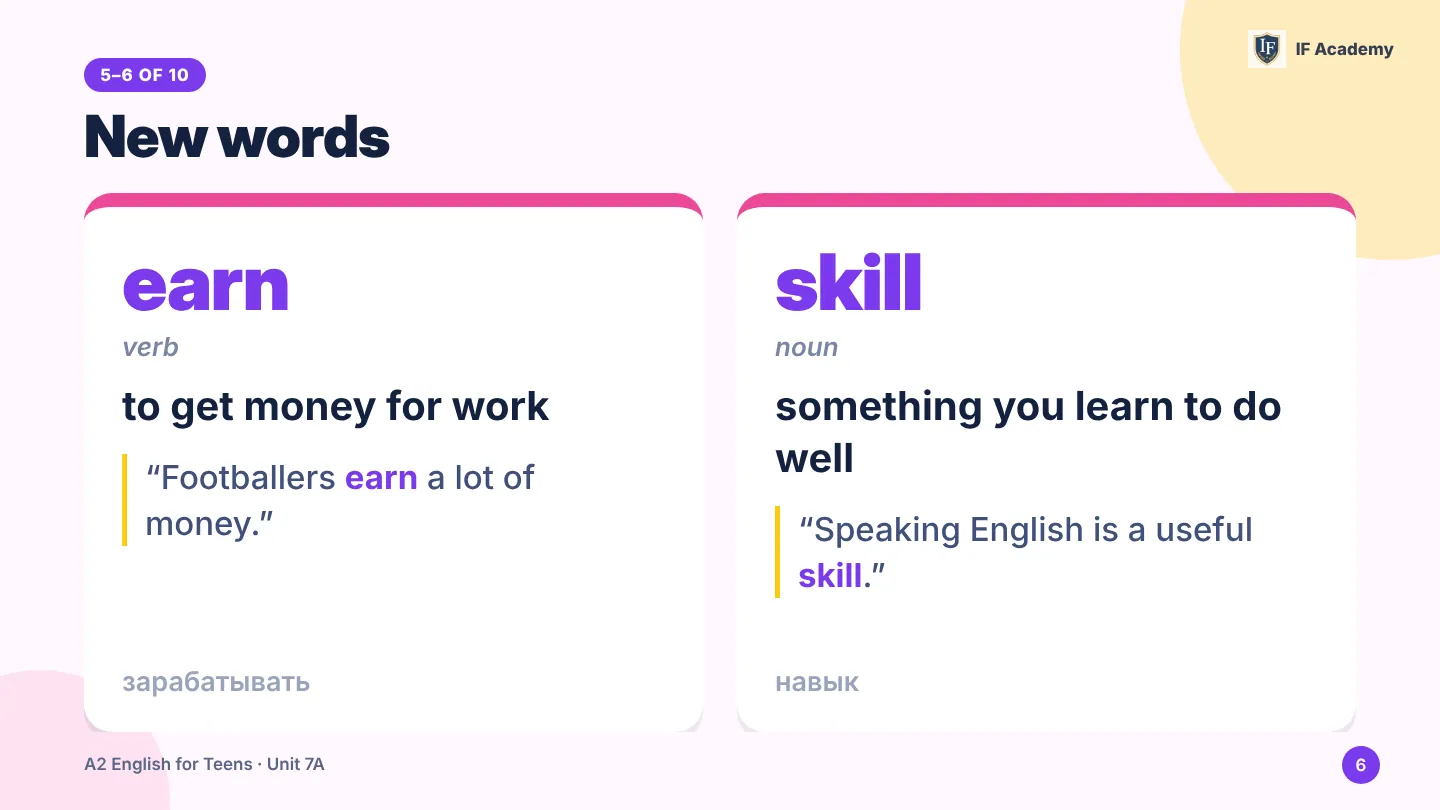 IF Academy
5–6 OF 10
New words
earn
verb
to get money for work
“Footballers earn a lot of
money.”
зарабатывать
skill
noun
something you learn to do
well
“Speaking English is a useful
skill.”
навык
A2 English for Teens · Unit 7A
6